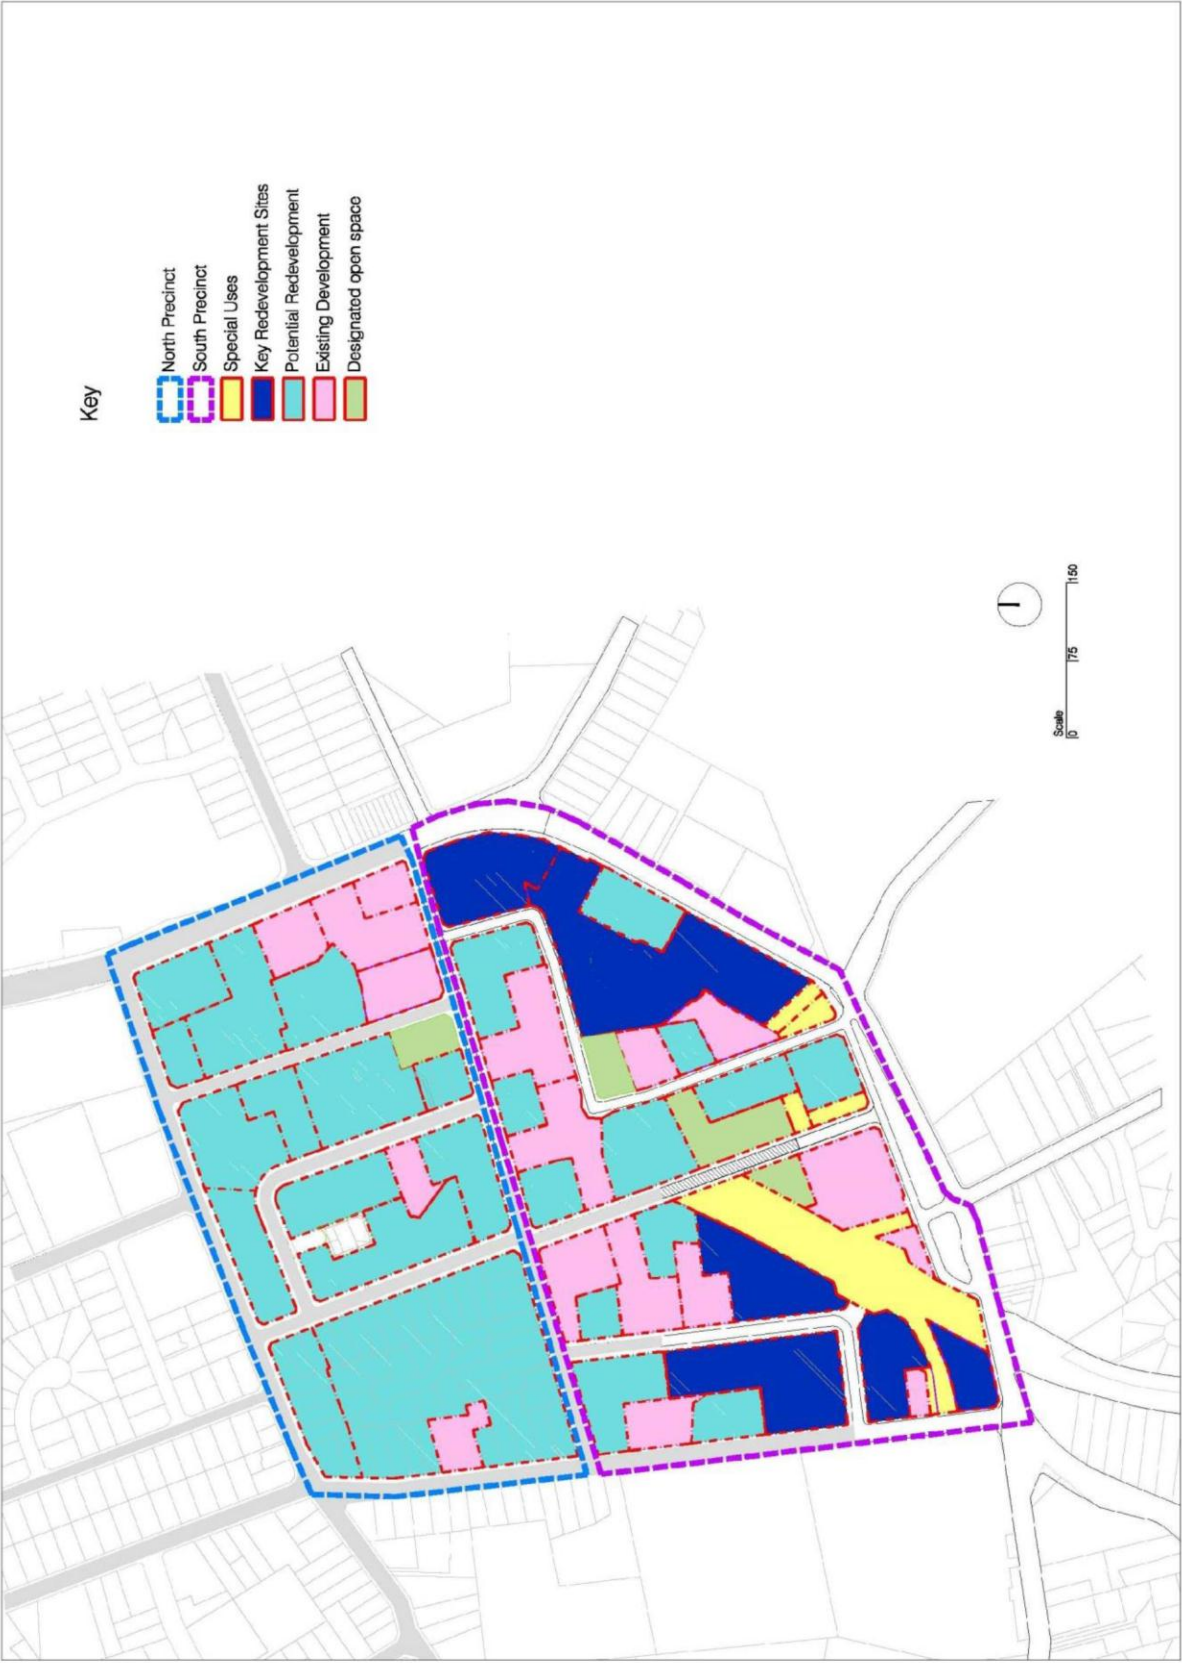 Key
North Precinct
South Precinct
Special Uses
Key Redevelopment Sites
Potential Redevelopment
Existing Development
Designated open space
Scale
0 75 150